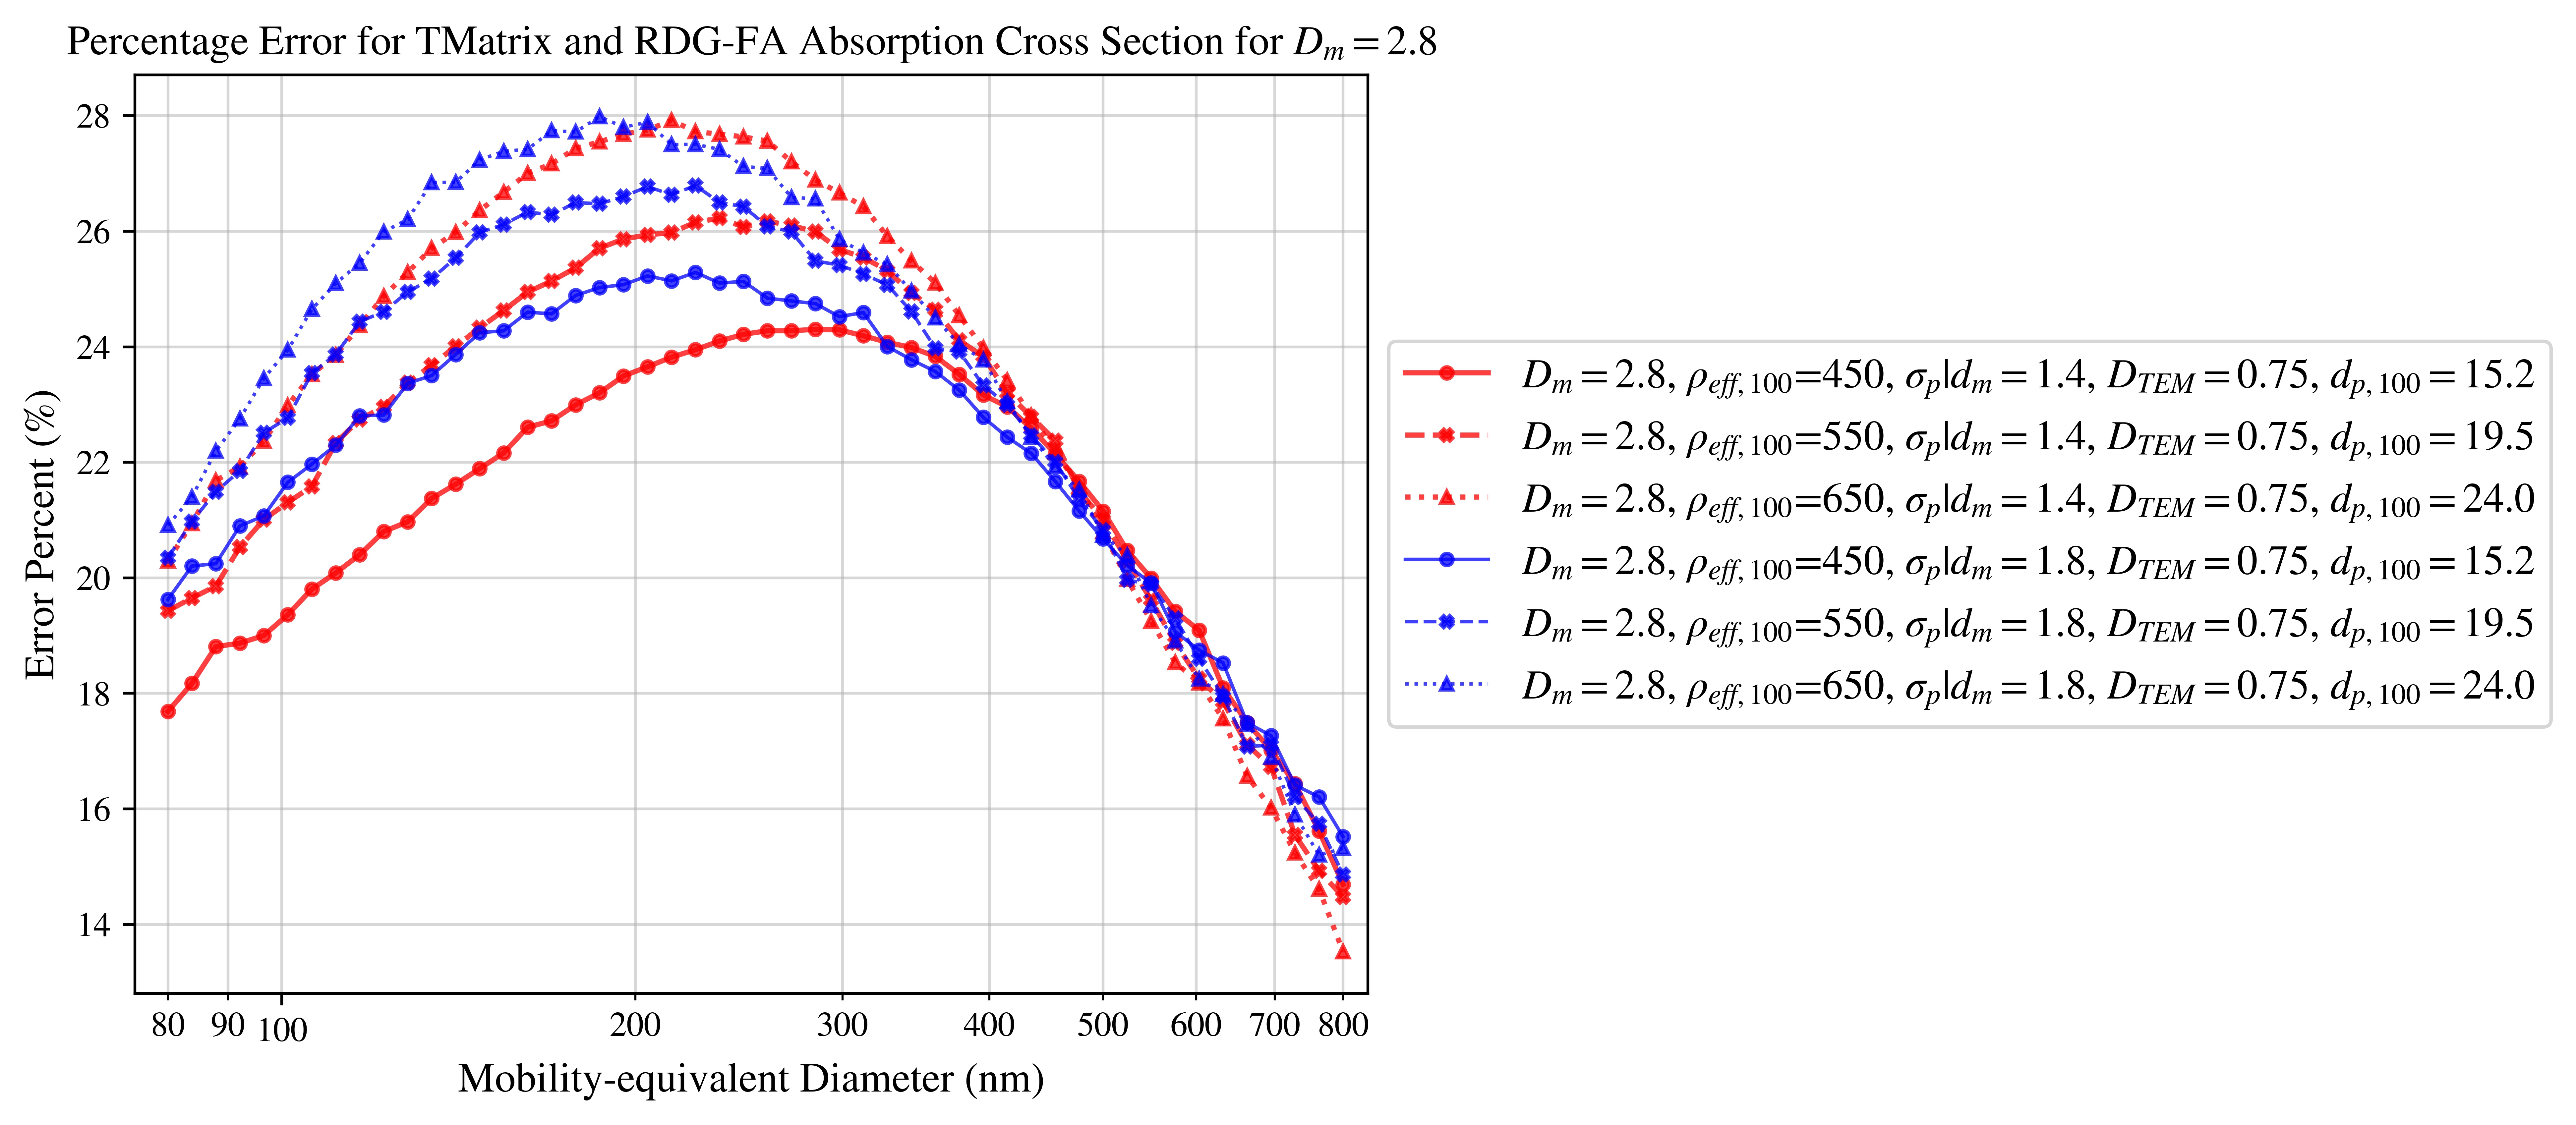 Percentage Error for TMatrix and RDG-FA Absorption Cross Section for Dₘ = 2.8
28
26
24
22
20
18
16
14
Error Percent (%)
80 90 100 200 300 400 500 600 700 800
Mobility-equivalent Diameter (nm)
D_m = 2.8, ρ_eff,100=450, σ_p|d_m = 1.4, D_TEM = 0.75, d_p,100 = 15.2
D_m = 2.8, ρ_eff,100=550, σ_p|d_m = 1.4, D_TEM = 0.75, d_p,100 = 19.5
D_m = 2.8, ρ_eff,100=650, σ_p|d_m = 1.4, D_TEM = 0.75, d_p,100 = 24.0
D_m = 2.8, ρ_eff,100=450, σ_p|d_m = 1.8, D_TEM = 0.75, d_p,100 = 15.2
D_m = 2.8, ρ_eff,100=550, σ_p|d_m = 1.8, D_TEM = 0.75, d_p,100 = 19.5
D_m = 2.8, ρ_eff,100=650, σ_p|d_m = 1.8, D_TEM = 0.75, d_p,100 = 24.0